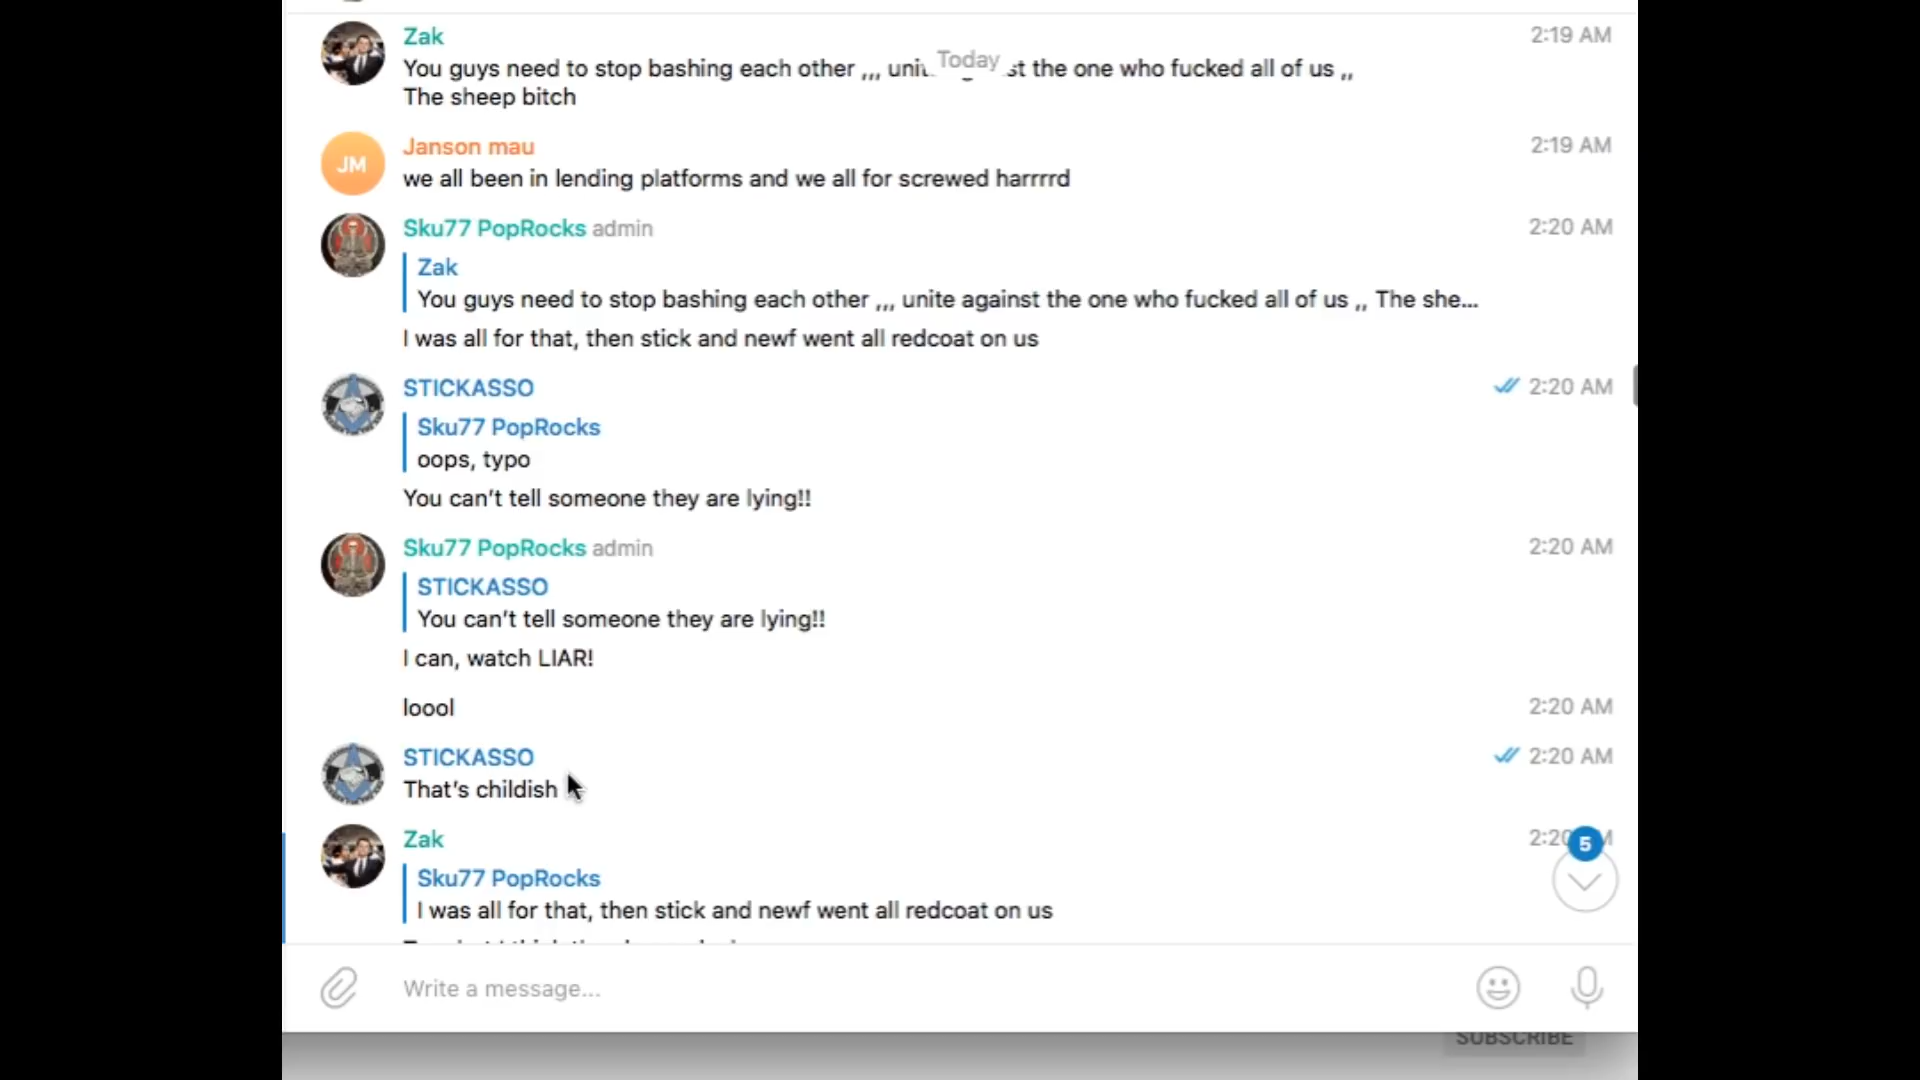 Zak
2:19 AM
You guys need to stop bashing each other ,,, the one who fucked all of us ,,
Today
The sheep bitch
Janson mau
2:19 AM
JM
we all been in lending platforms and we all for screwed harrrrd
Sku77 PopRocks admin
2:20 AM
Zak
You guys need to stop bashing each other ,,, unite against the one who fucked all of us ,, The she...
I was all for that, then stick and newf went all redcoat on us
STICKASSO
2:20 AM
Sku77 PopRocks
oops, typo
You can't tell someone they are lying!!
Sku77 PopRocks admin
2:20 AM
STICKASSO
You can't tell someone they are lying!!
I can, watch LIAR!
loool
2:20 AM
STICKASSO
2:20 AM
That's childish
Zak
5
Sku77 PopRocks
I was all for that, then stick and newf went all redcoat on us
Write a message...
SUBSCRIBE